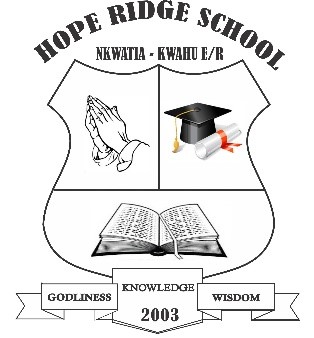 HOPE RIDGE SCHOOL
NKWATIA - KWAHU E/R
GODLINESS
KNOWLEDGE
WISDOM
2003